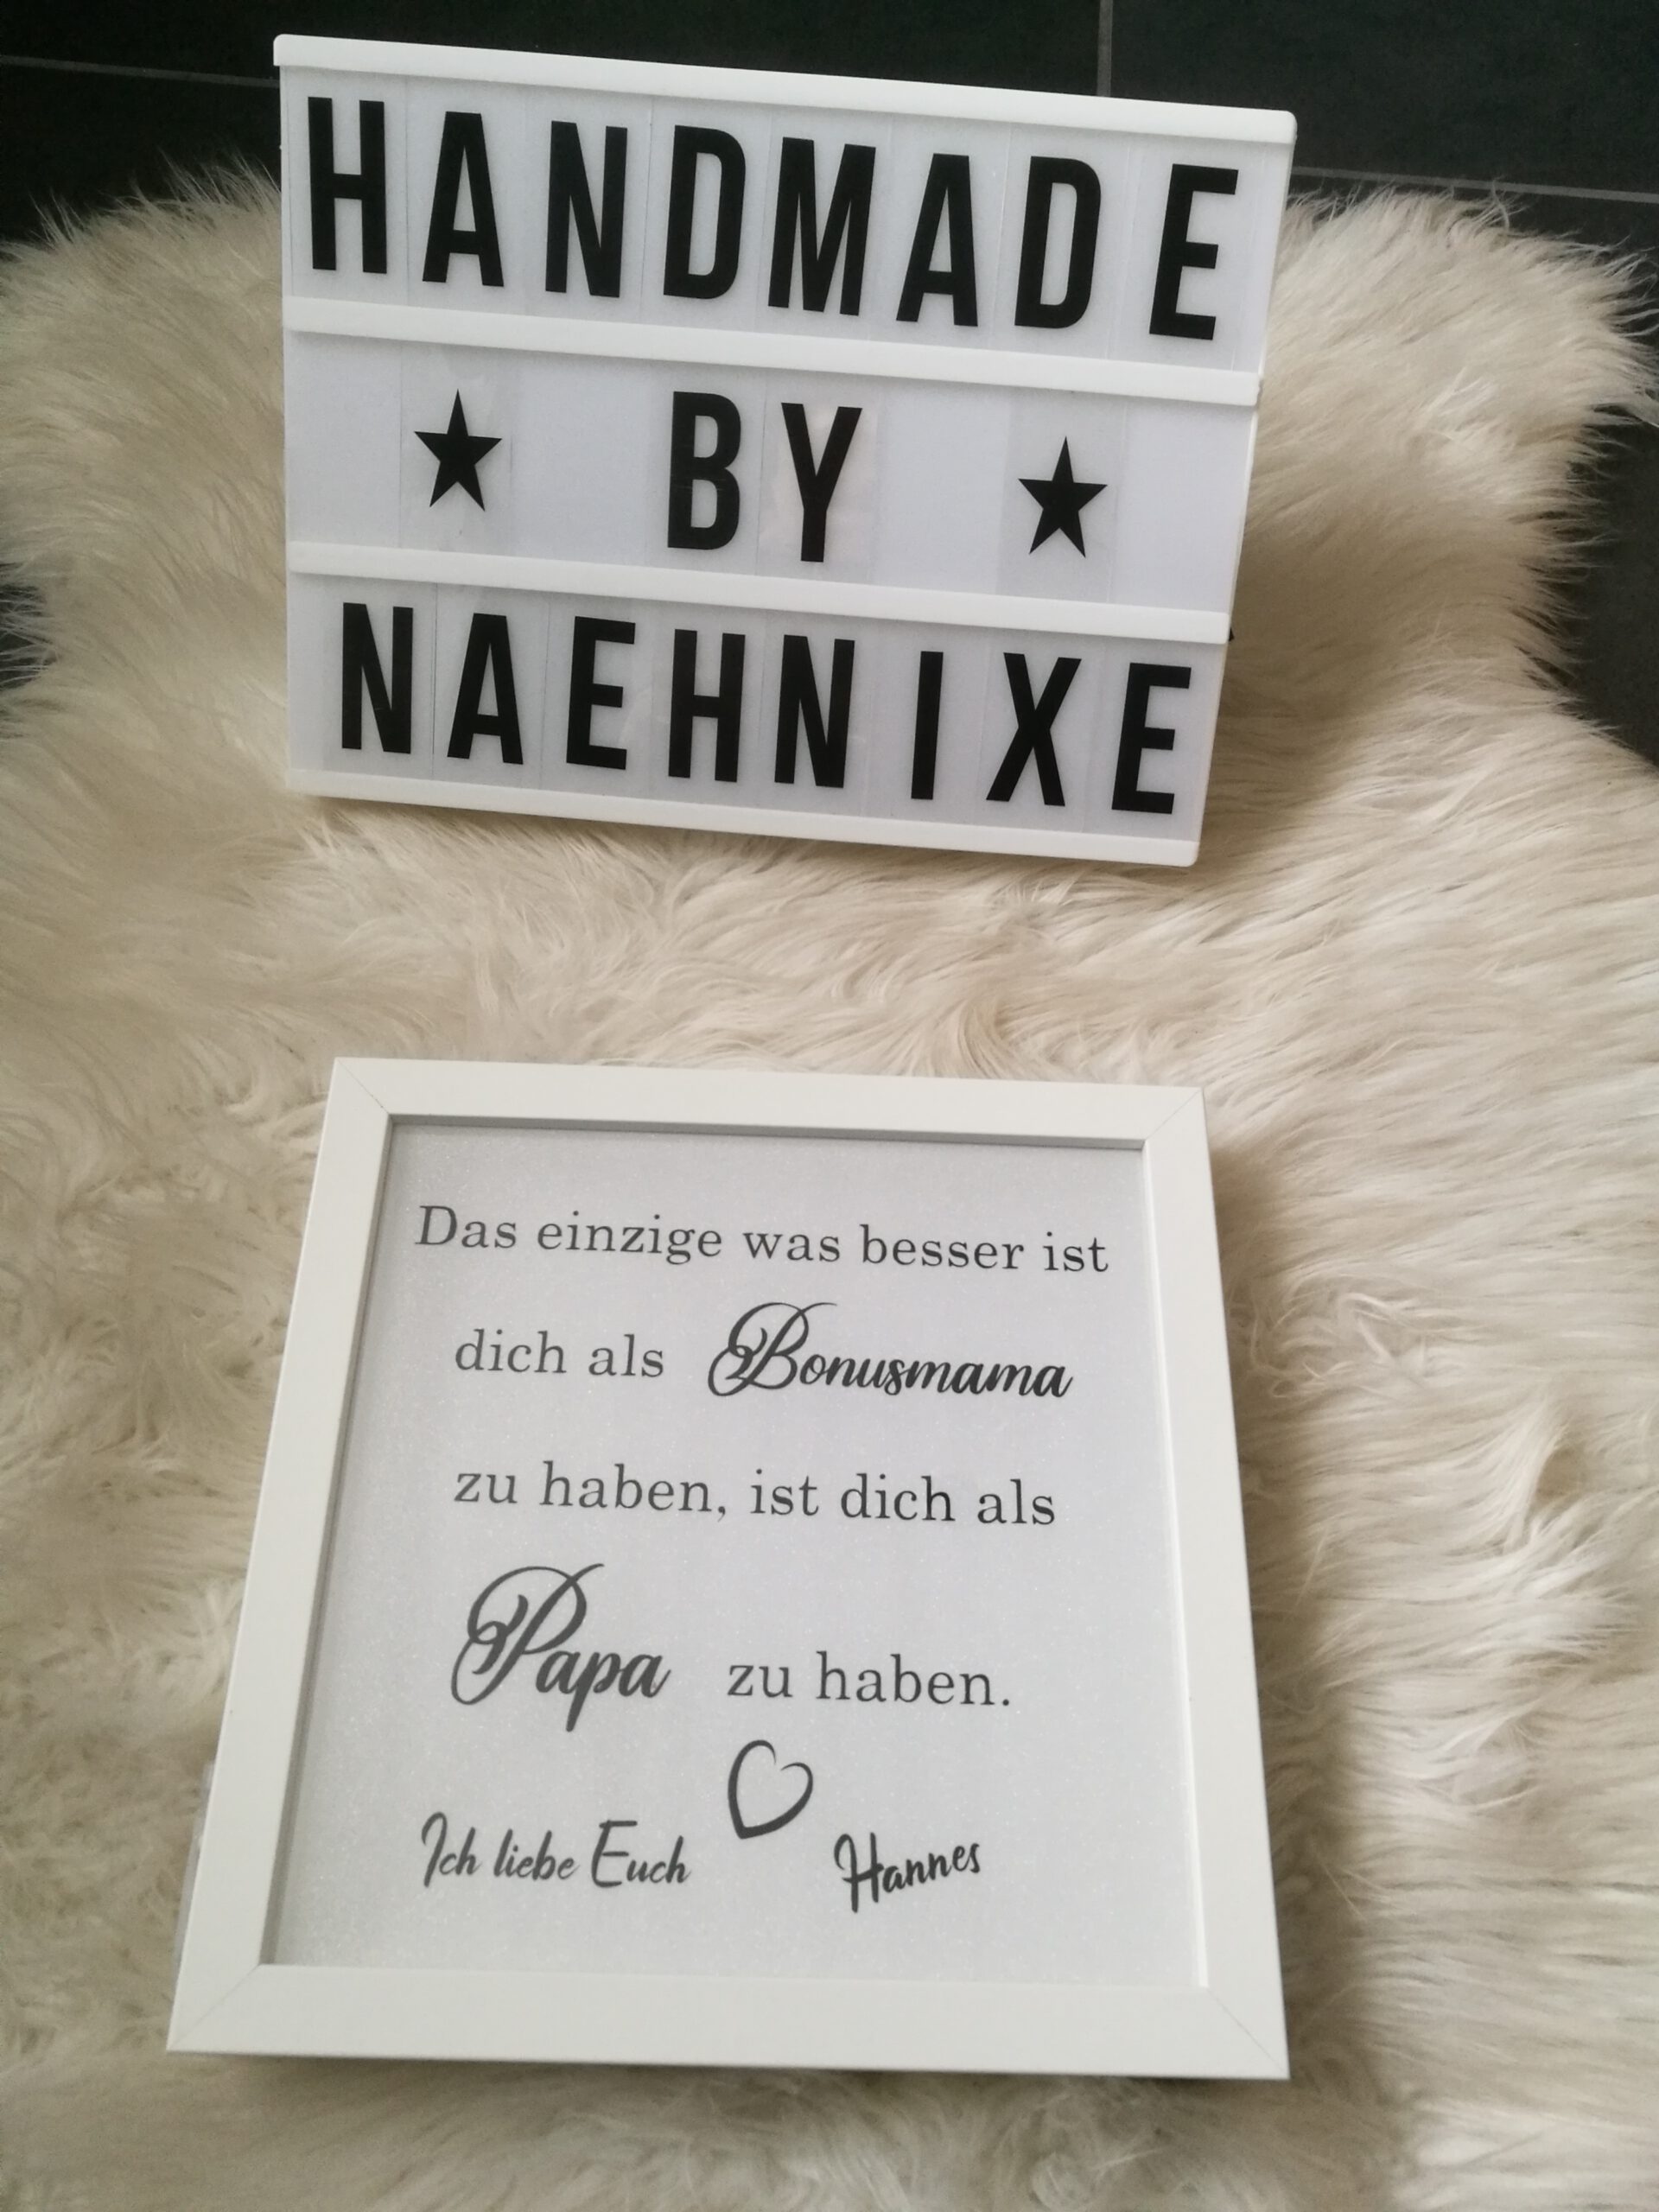 HANDMADE
★ BY ★
NAEHNIXE
Das einzige was besser ist
dich als Bonusmama
zu haben, ist dich als
Papa zu haben.
Ich liebe Euch Hannes